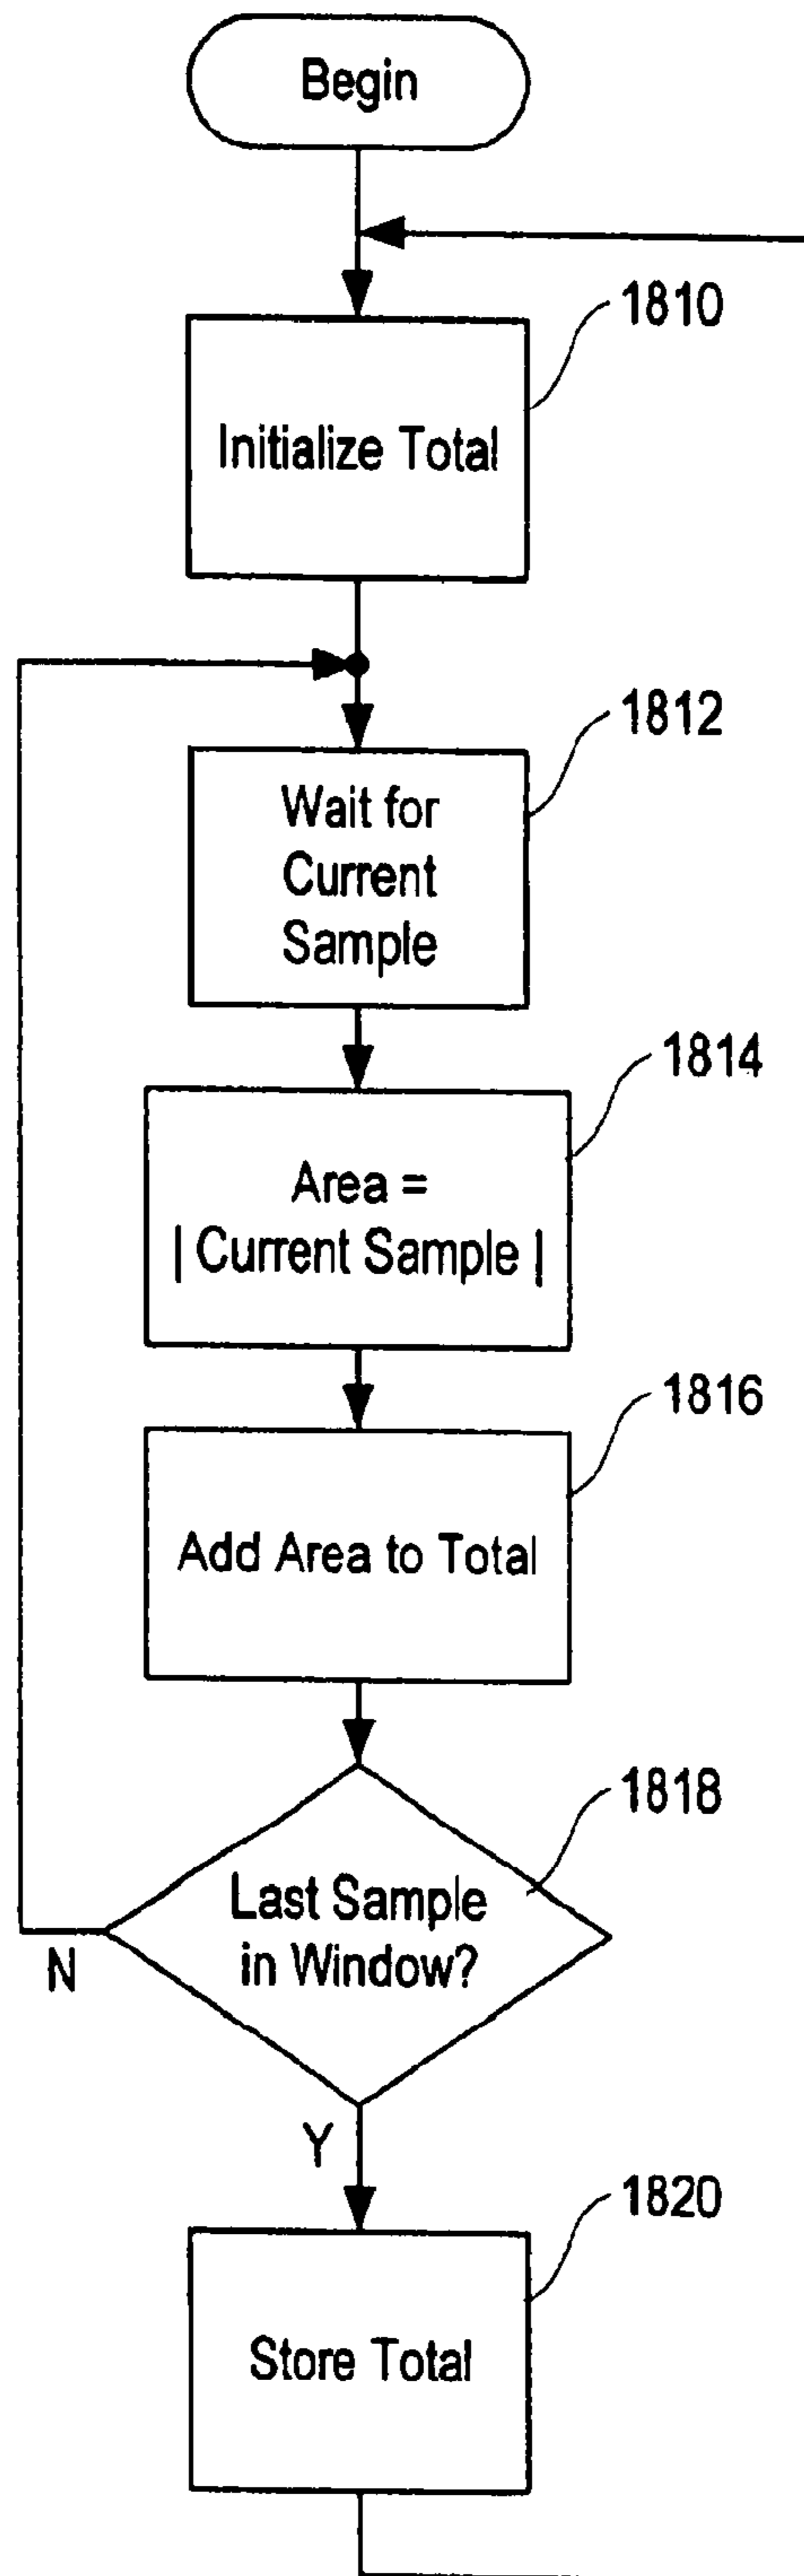 Begin
1810
Initialize Total
1812
Wait for
Current
Sample
1814
Area =
| Current Sample |
1816
Add Area to Total
1818
Last Sample
in Window?
N
Y
1820
Store Total